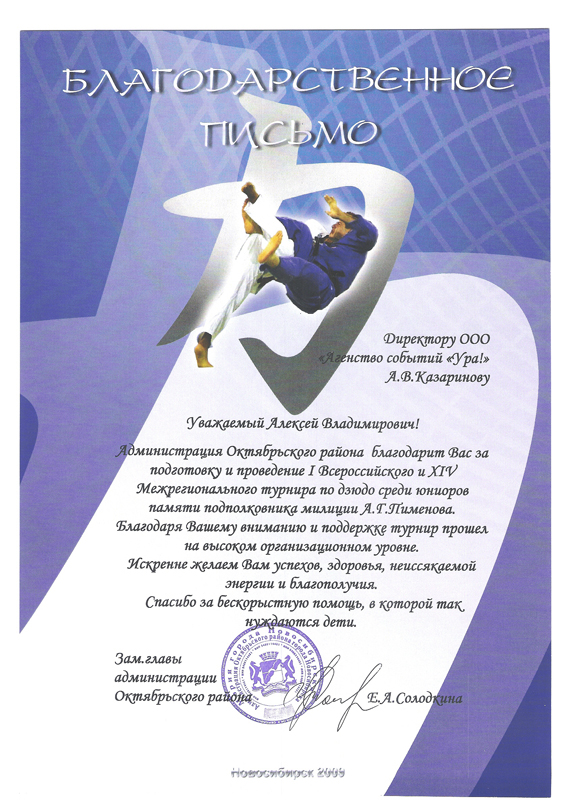 БЛАГОДАРСТВЕННОЕ
ПИСЬМО
Директору ООО
«Агенство событий «Ура!»
А.В.Казаринову
Уважаемый Алексей Владимирович!
Администрация Октябрьского района благодарит Вас за
подготовку и проведение I Всероссийского и XIV
Межрегионального турнира по дзюдо среди юниоров
памяти подполковника милиции А.Г.Пименова.
Благодаря Вашему вниманию и поддержке турнир прошел
на высоком организационном уровне.
Искренне желаем Вам успехов, здоровья, неиссякаемой
энергии и благополучия.
Спасибо за бескорыстную помощь, в которой так
нуждаются дети.
Зам.главы
администрации
Октябрьского района
Е.А.Солодкина
Новосибирск 2009